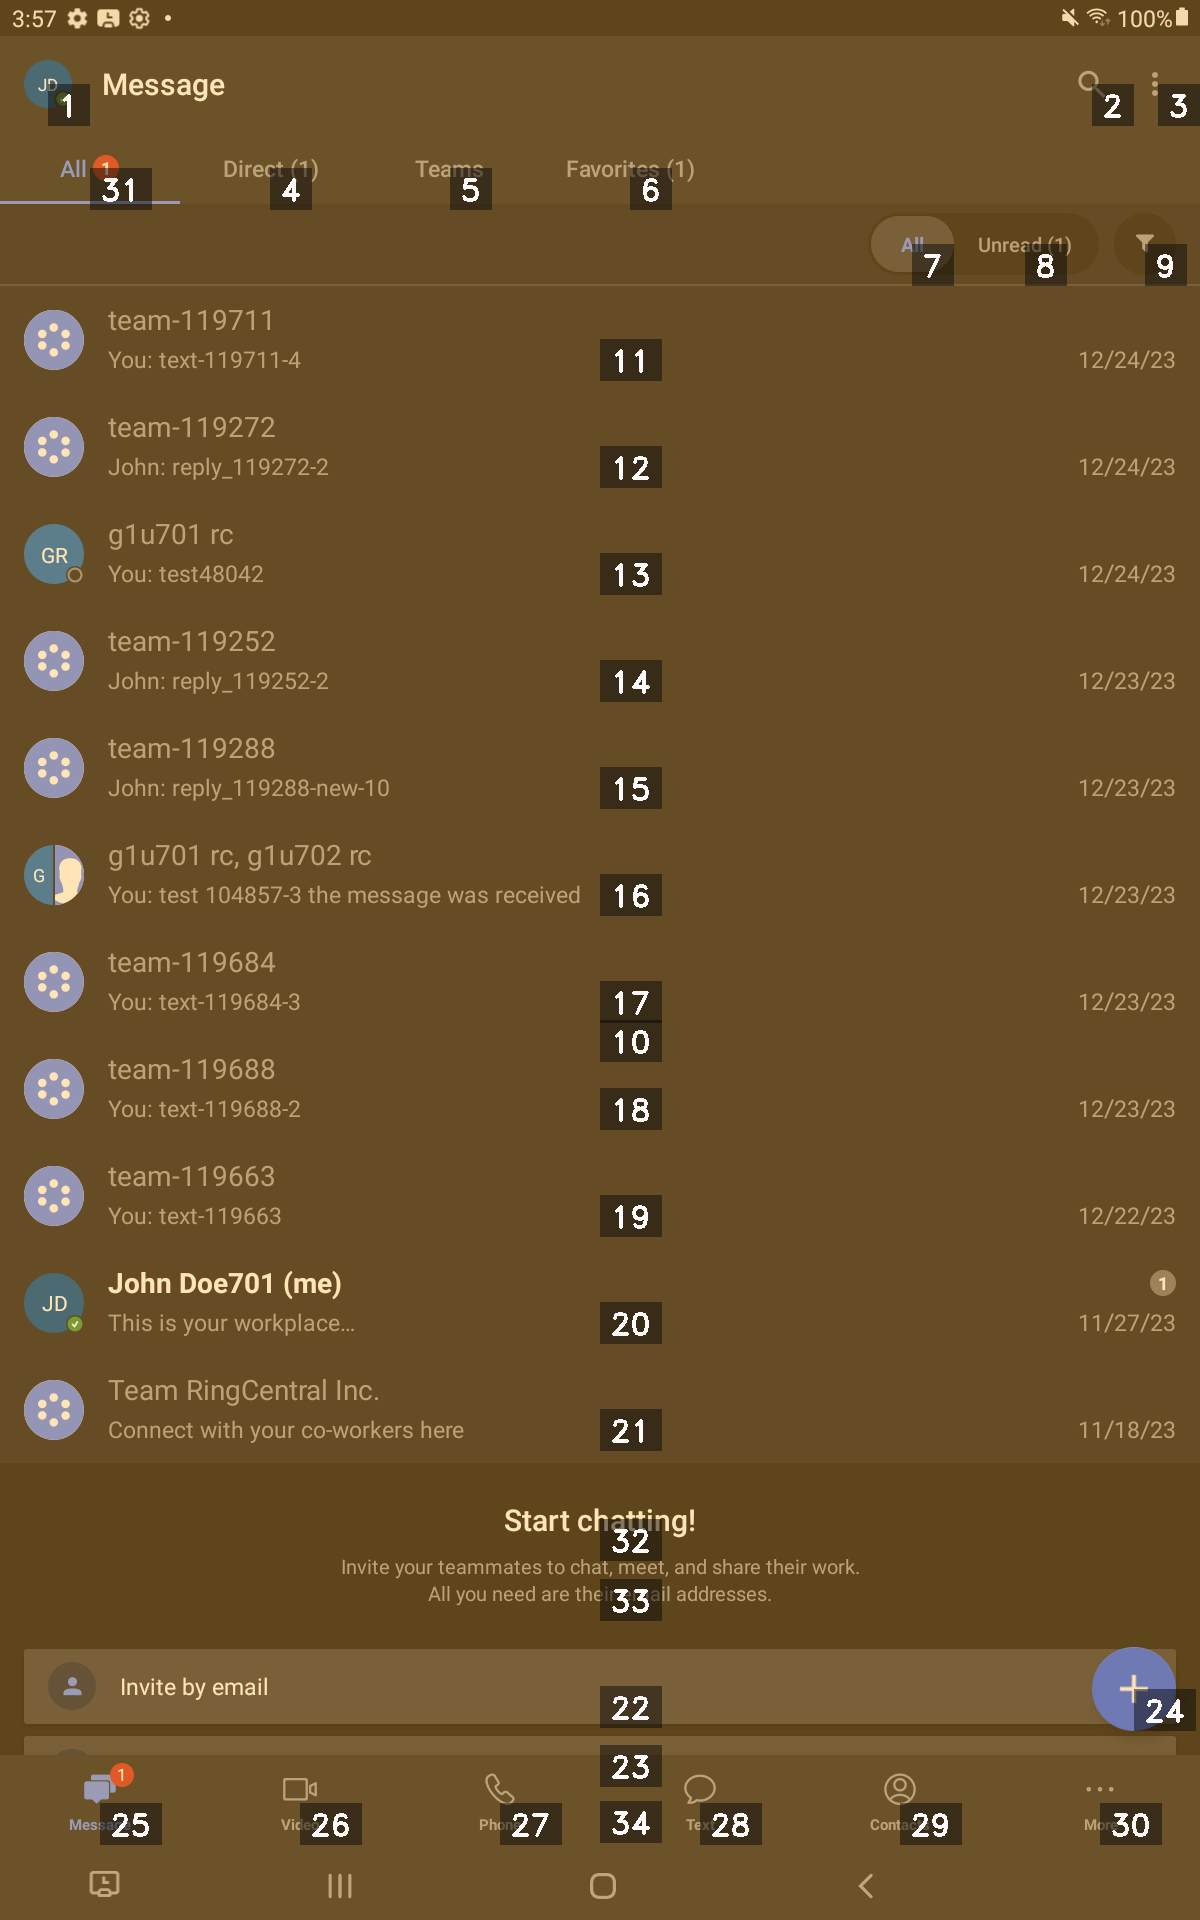 3:57
100%
JD
Message
1
2
3
All 1
Direct (1)
Teams
Favorites (1)
31
4
5
6
All
Unread (1)
7
8
9
team-119711
You: text-119711-4
11
12/24/23
team-119272
John: reply_119272-2
12
12/24/23
GR
g1u701 rc
You: test48042
13
12/24/23
team-119252
John: reply_119252-2
14
12/23/23
team-119288
John: reply_119288-new-10
15
12/23/23
G
g1u701 rc, g1u702 rc
You: test 104857-3 the message was received
16
12/23/23
team-119684
You: text-119684-3
17
12/23/23
10
team-119688
You: text-119688-2
18
12/23/23
team-119663
You: text-119663
19
12/22/23
JD
John Doe701 (me)
1
This is your workplace...
20
11/27/23
Team RingCentral Inc.
Connect with your co-workers here
21
11/18/23
Start chatting!
32
Invite your teammates to chat, meet, and share their work.
All you need are their email addresses.
33
Invite by email
22
24
23
1
Message
Video
Phone
Text
Contacts
More
25
26
27
34
28
29
30